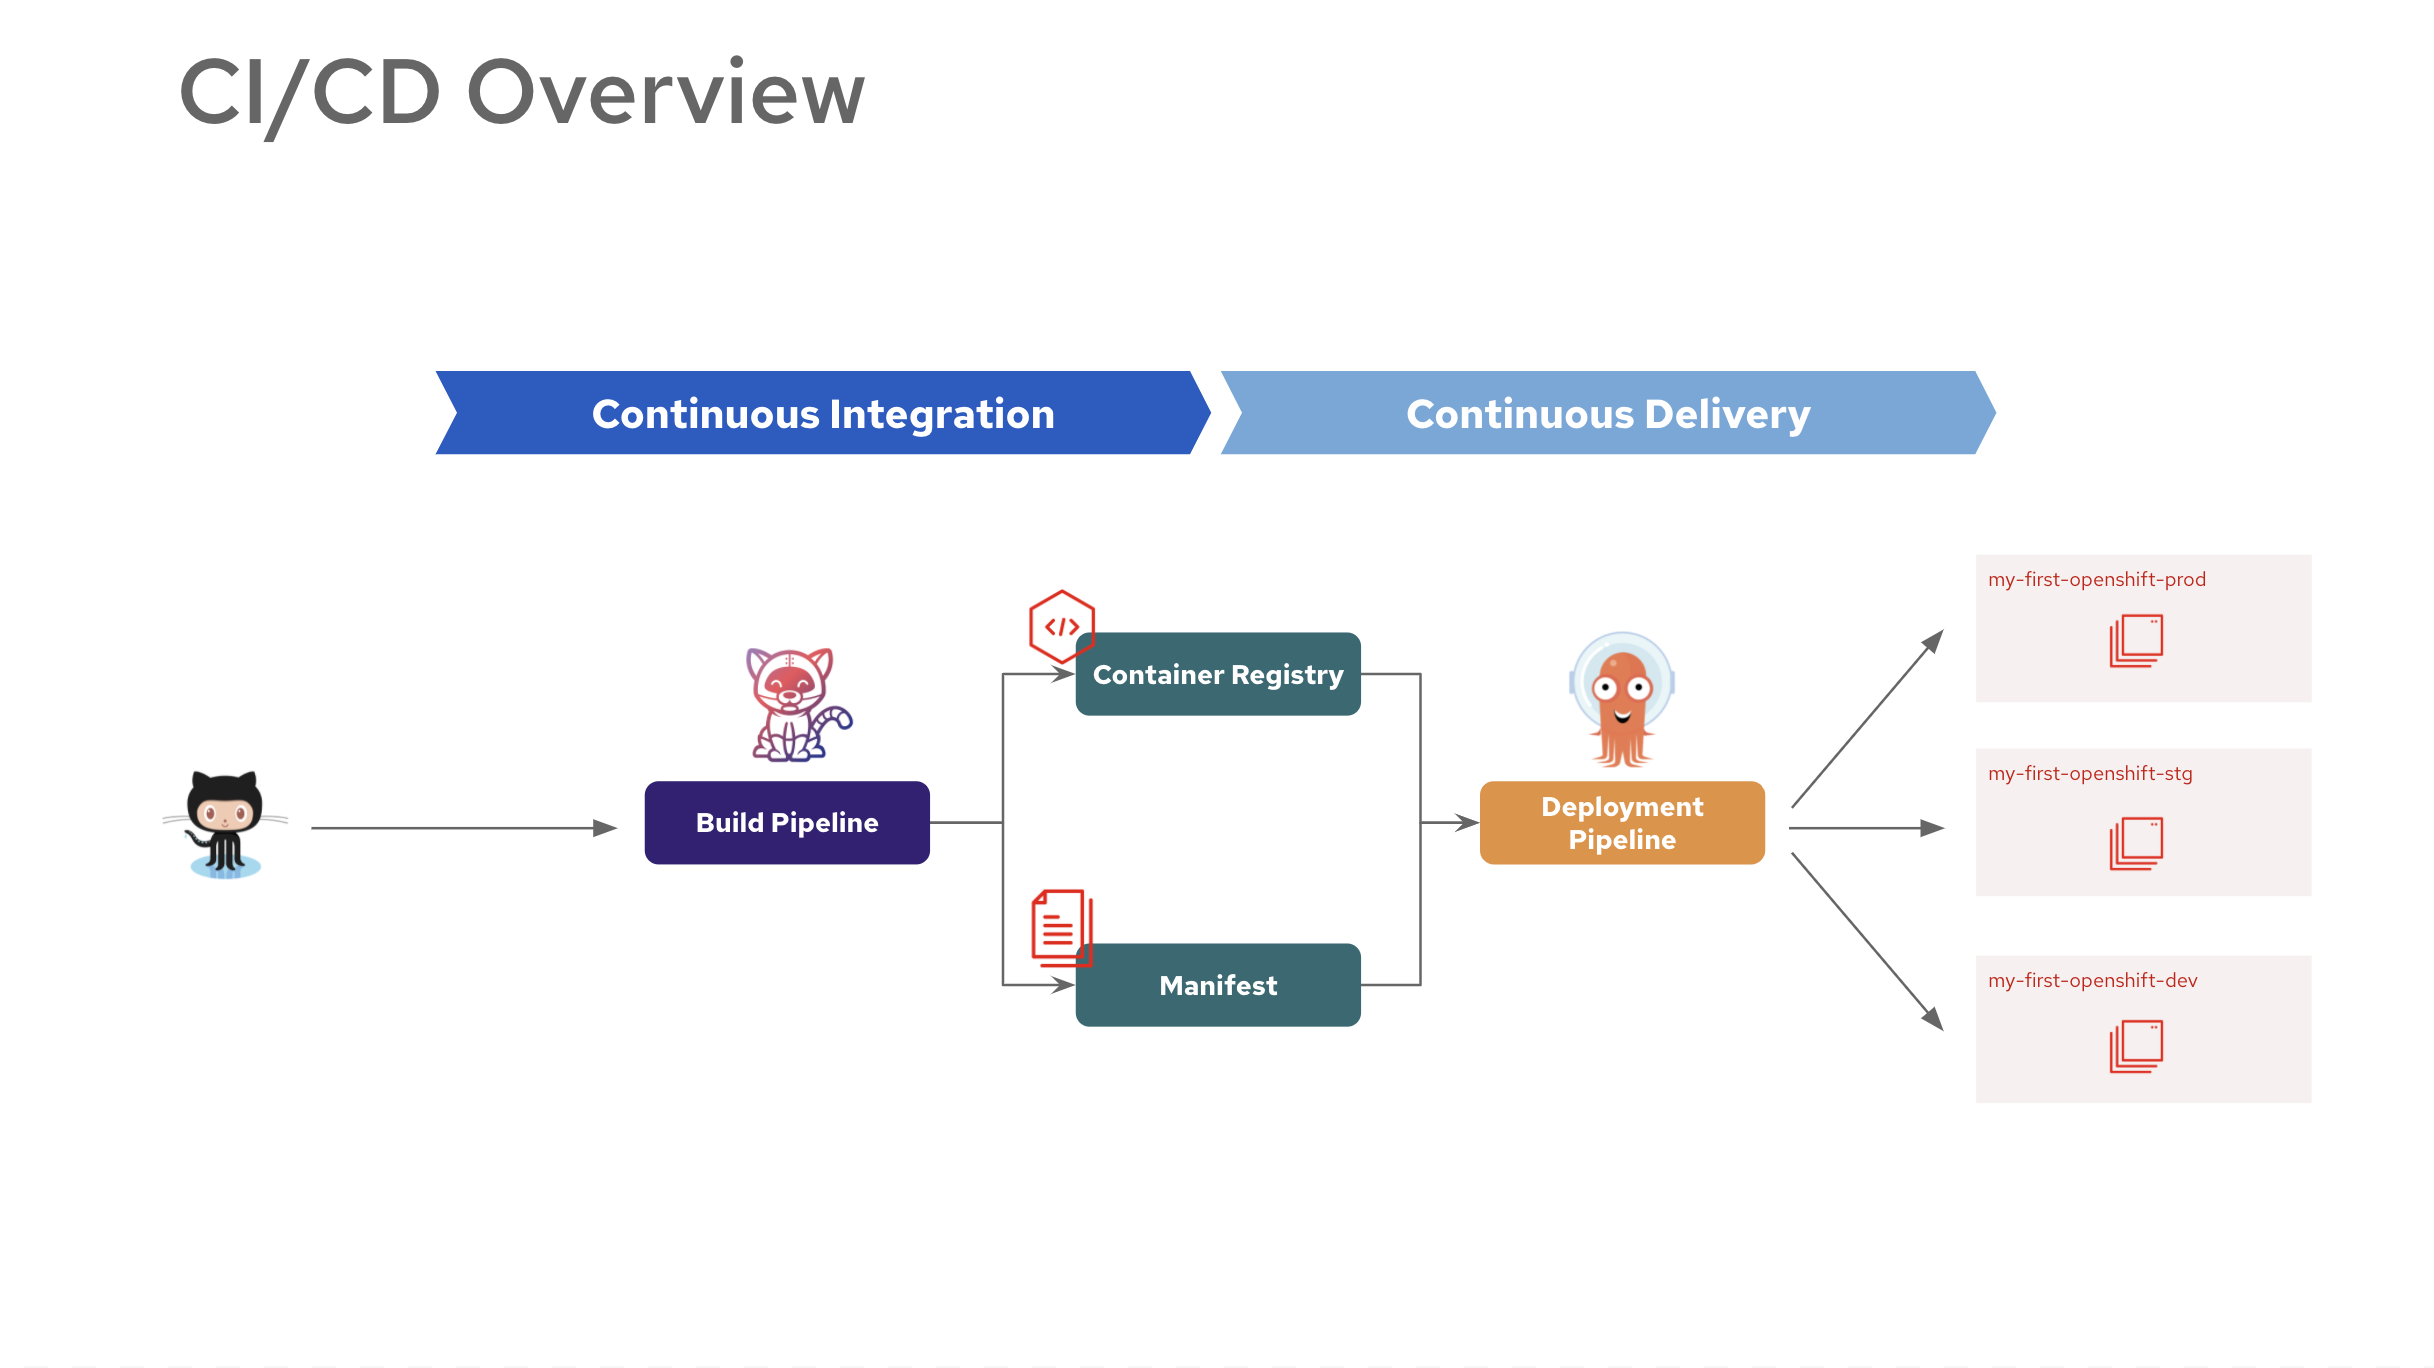 CI/CD Overview
Continuous Integration
Continuous Delivery
my-first-openshift-prod
Container Registry
my-first-openshift-stg
Build Pipeline
Deployment
Pipeline
Manifest
my-first-openshift-dev